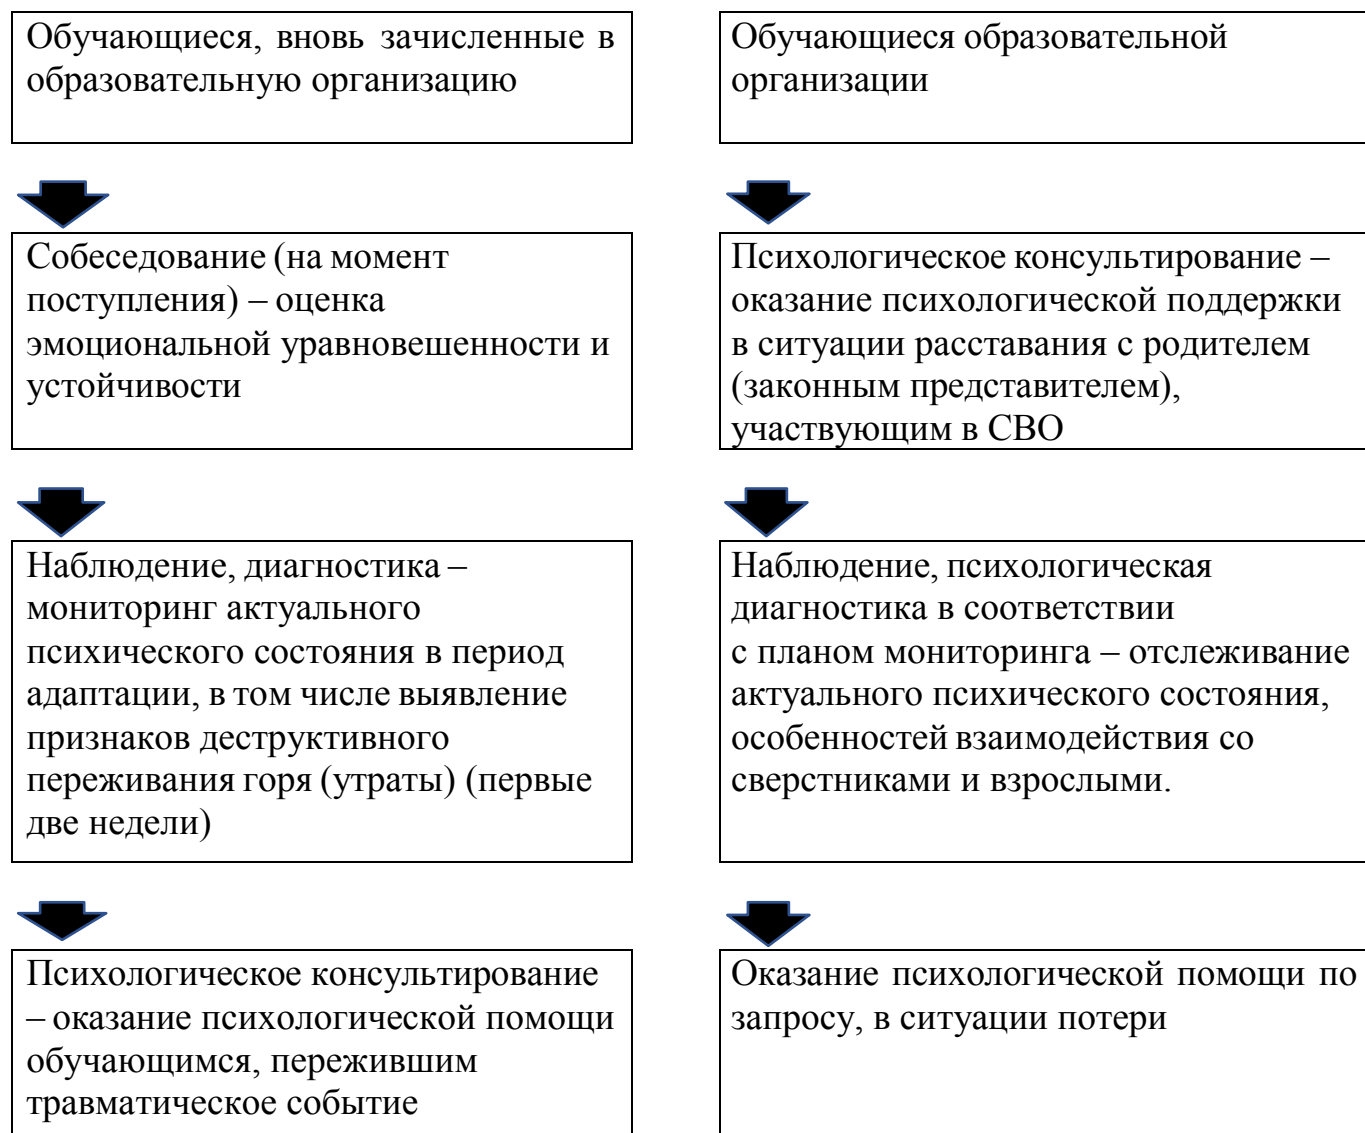 Обучающиеся, вновь зачисленные в
образовательную организацию
Обучающиеся образовательной
организации
Собеседование (на момент
поступления) – оценка
эмоциональной уравновешенности и
устойчивости
Психологическое консультирование –
оказание психологической поддержки
в ситуации расставания с родителем
(законным представителем),
участвующим в СВО
Наблюдение, диагностика –
мониторинг актуального
психического состояния в период
адаптации, в том числе выявление
признаков деструктивного
переживания горя (утраты) (первые
две недели)
Наблюдение, психологическая
диагностика в соответствии
с планом мониторинга – отслеживание
актуального психического состояния,
особенностей взаимодействия со
сверстниками и взрослыми.
Психологическое консультирование
– оказание психологической помощи
обучающимся, пережившим
травматическое событие
Оказание психологической помощи по
запросу, в ситуации потери